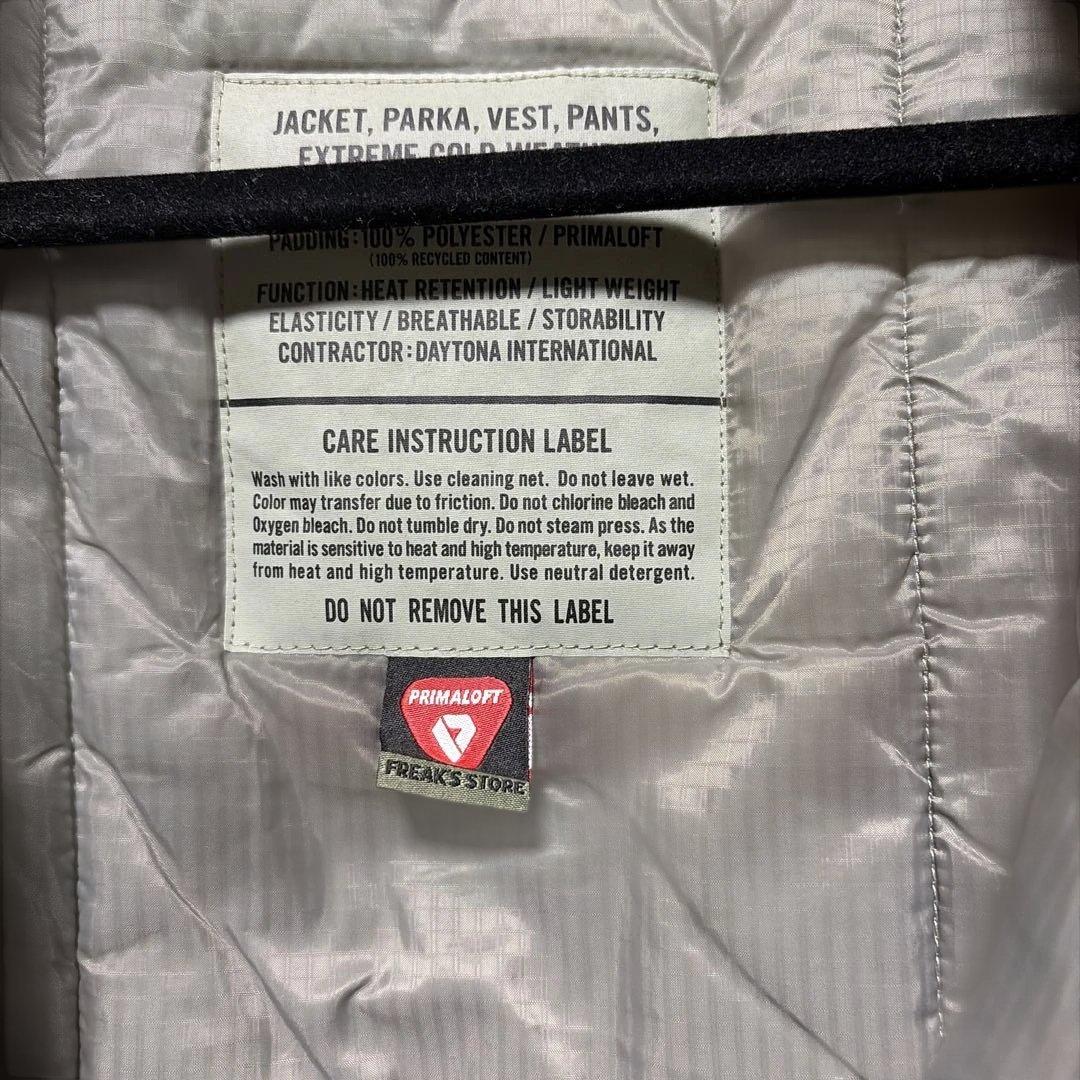 JACKET, PARKA, VEST, PANTS,
EXTREME COLD WEATHER
PADDING:100% POLYESTER / PRIMALOFT
(100% RECYCLED CONTENT)
FUNCTION:HEAT RETENTION / LIGHT WEIGHT
ELASTICITY / BREATHABLE / STORABILITY
CONTRACTOR:DAYTONA INTERNATIONAL
CARE INSTRUCTION LABEL
Wash with like colors. Use cleaning net. Do not leave wet.
Color may transfer due to friction. Do not chlorine bleach and
Oxygen bleach. Do not tumble dry. Do not steam press. As the
material is sensitive to heat and high temperature, keep it away
from heat and high temperature. Use neutral detergent.
DO NOT REMOVE THIS LABEL
PRIMALOFT
FREAK'S STORE